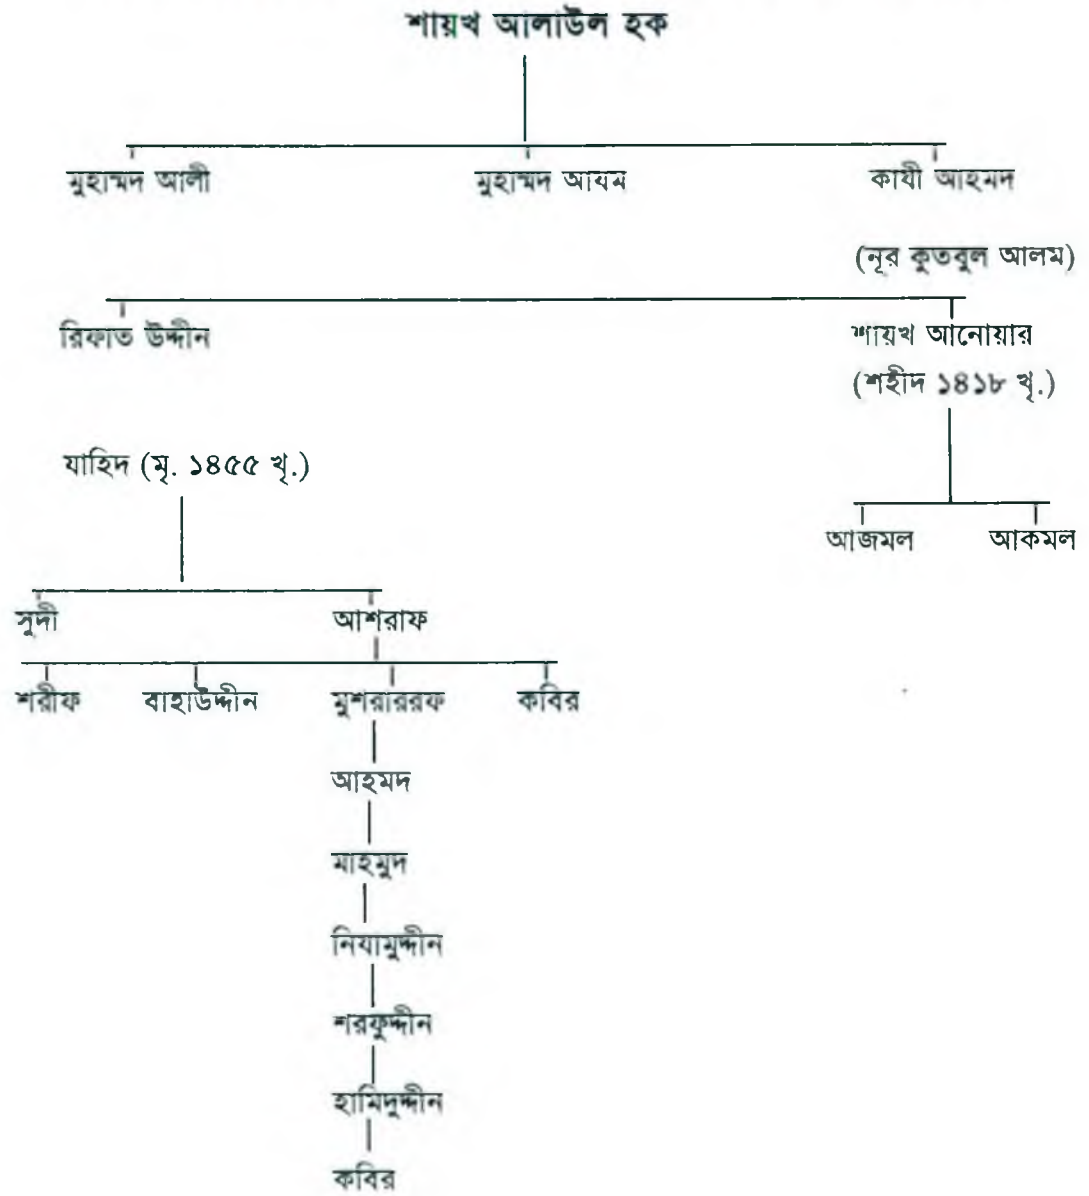 শায়খ আলাউল হক
মুহাম্মদ আলী মুহাম্মদ আযম কাযী আহমদ
(নূর কুতবুল আলম)
রিফাত উদ্দীন শায়খ আনোয়ার
(শহীদ ১৪১৮ খৃ.)
যাহিদ (মৃ. ১৪৫৫ খৃ.)
আজমল আকমল
সুদী আশরাফ
শরীফ বাহাউদ্দীন মুশরাররফ কবির
আহমদ
মাহমুদ
নিযামুদ্দীন
শরফুদ্দীন
হামিদুদ্দীন
কবির